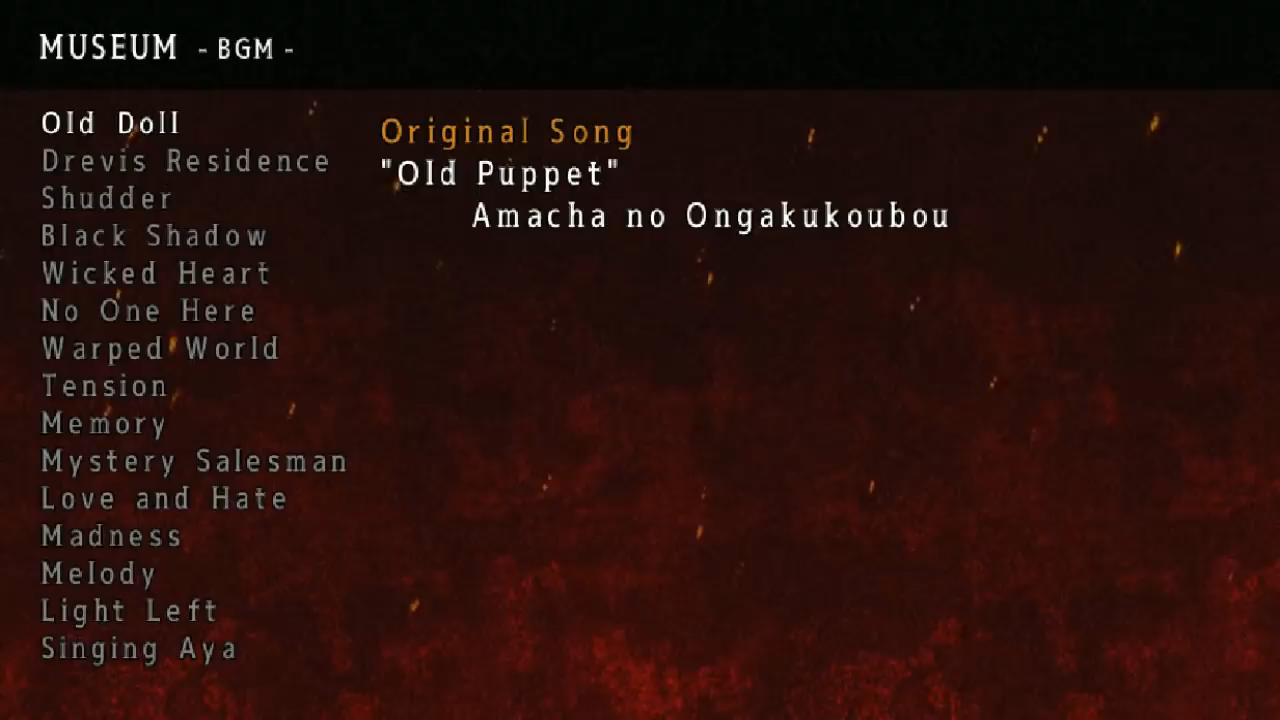 MUSEUM - BGM -
Old Doll
Drevis Residence
Shudder
Black Shadow
Wicked Heart
No One Here
Warped World
Tension
Memory
Mystery Salesman
Love and Hate
Madness
Melody
Light Left
Singing Aya
Original Song
"Old Puppet"
Amacha no Ongakukoubou